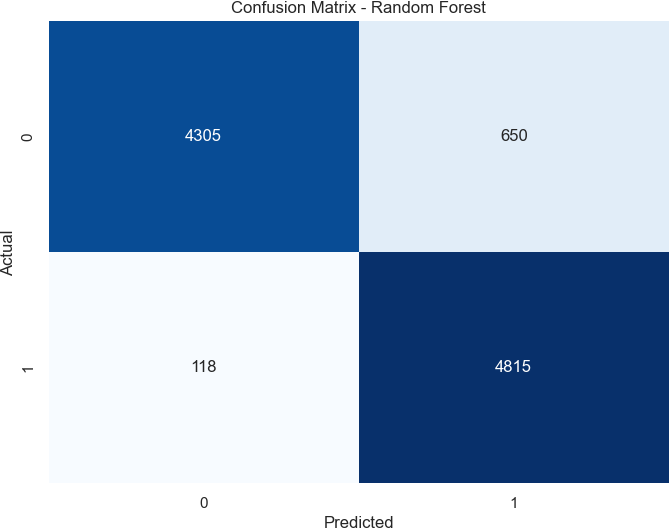 Confusion Matrix - Random Forest
Actual
0
4305
650
1
118
4815
0
1
Predicted